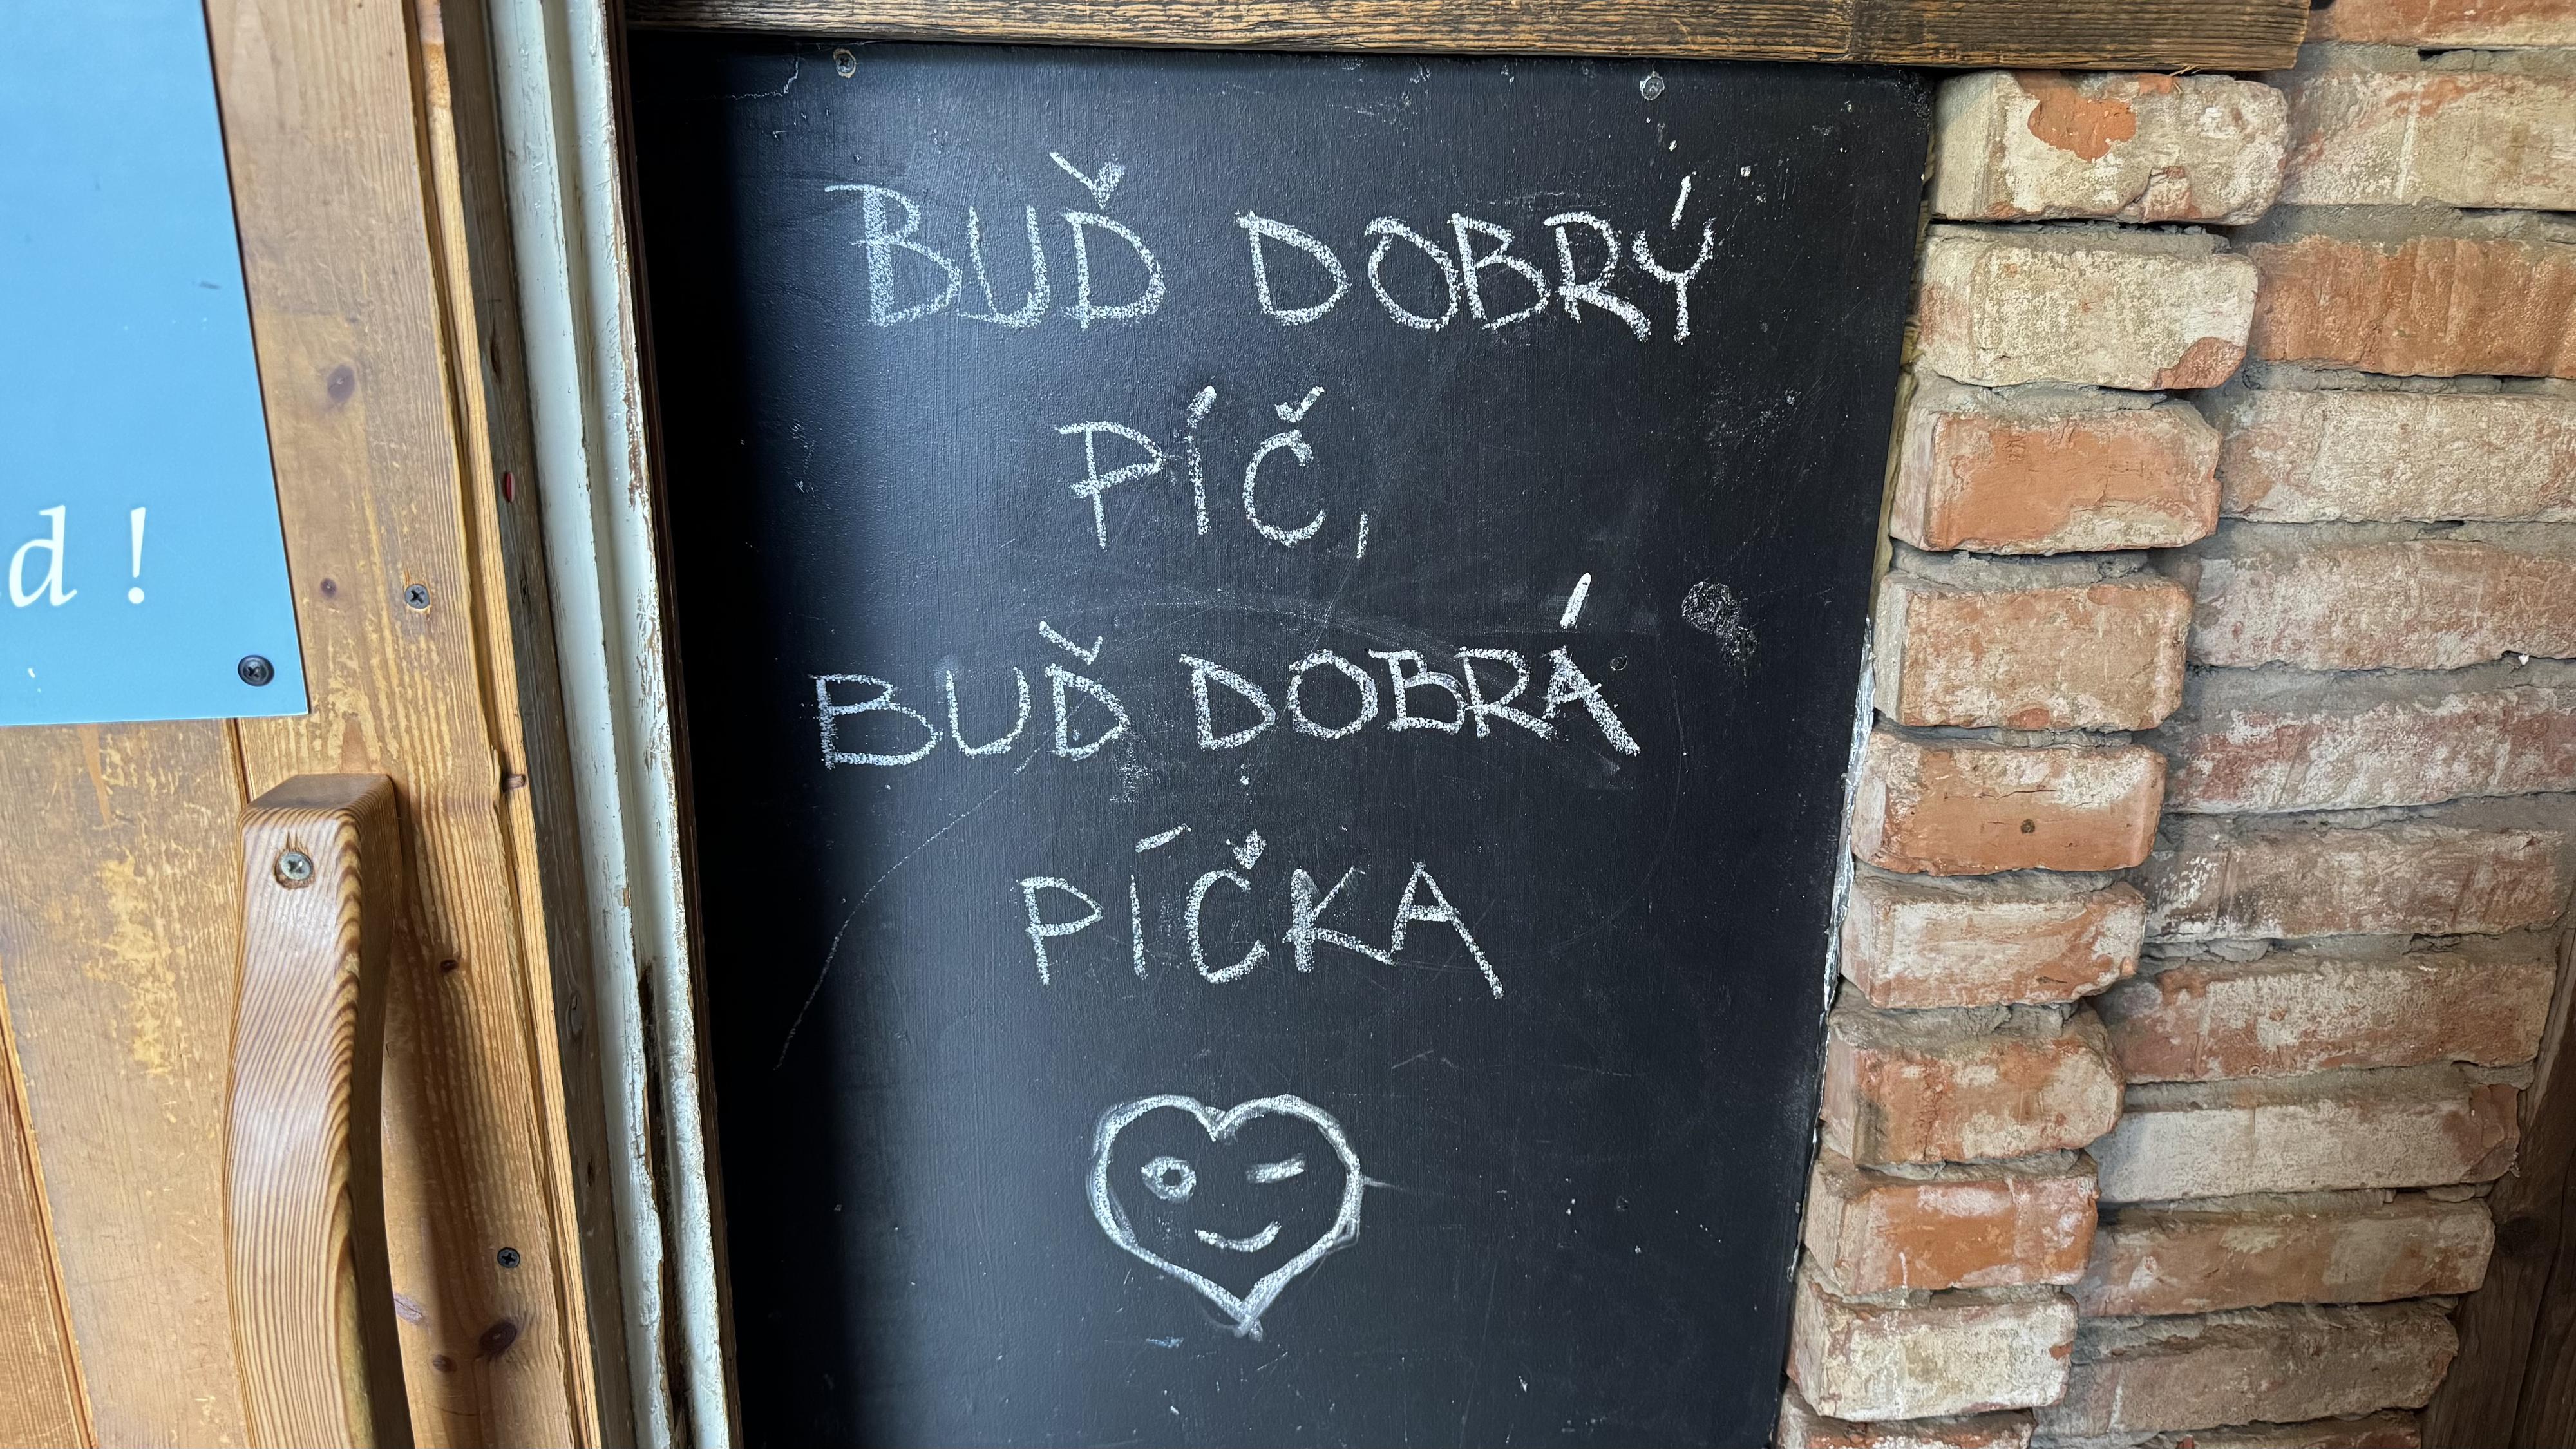 d !
BUĎ DOBRÝ
PÍČ,
BUĎ DOBRÁ
PÍČKA